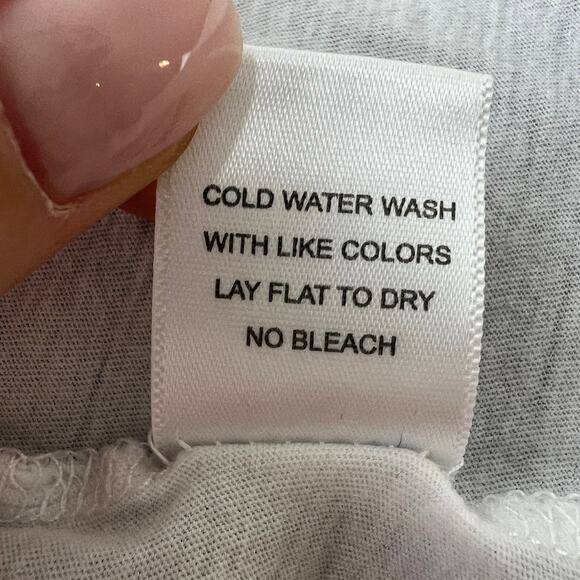 COLD WATER WASH
WITH LIKE COLORS
LAY FLAT TO DRY
NO BLEACH